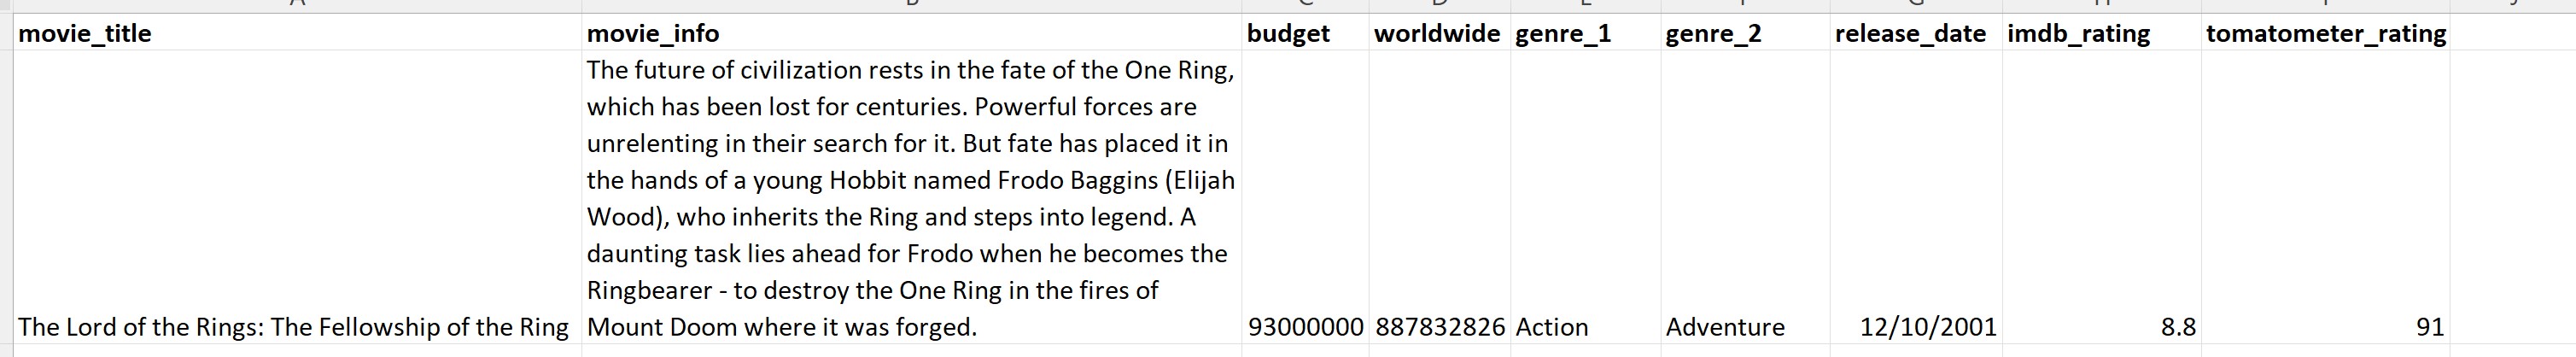 movie_title movie_info budget worldwide genre_1 genre_2 release_date imdb_rating tomatometer_rating
The future of civilization rests in the fate of the One Ring,
which has been lost for centuries. Powerful forces are
unrelenting in their search for it. But fate has placed it in
the hands of a young Hobbit named Frodo Baggins (Elijah
Wood), who inherits the Ring and steps into legend. A
daunting task lies ahead for Frodo when he becomes the
Ringbearer - to destroy the One Ring in the fires of
The Lord of the Rings: The Fellowship of the Ring Mount Doom where it was forged. 93000000 887832826 Action Adventure 12/10/2001 8.8 91